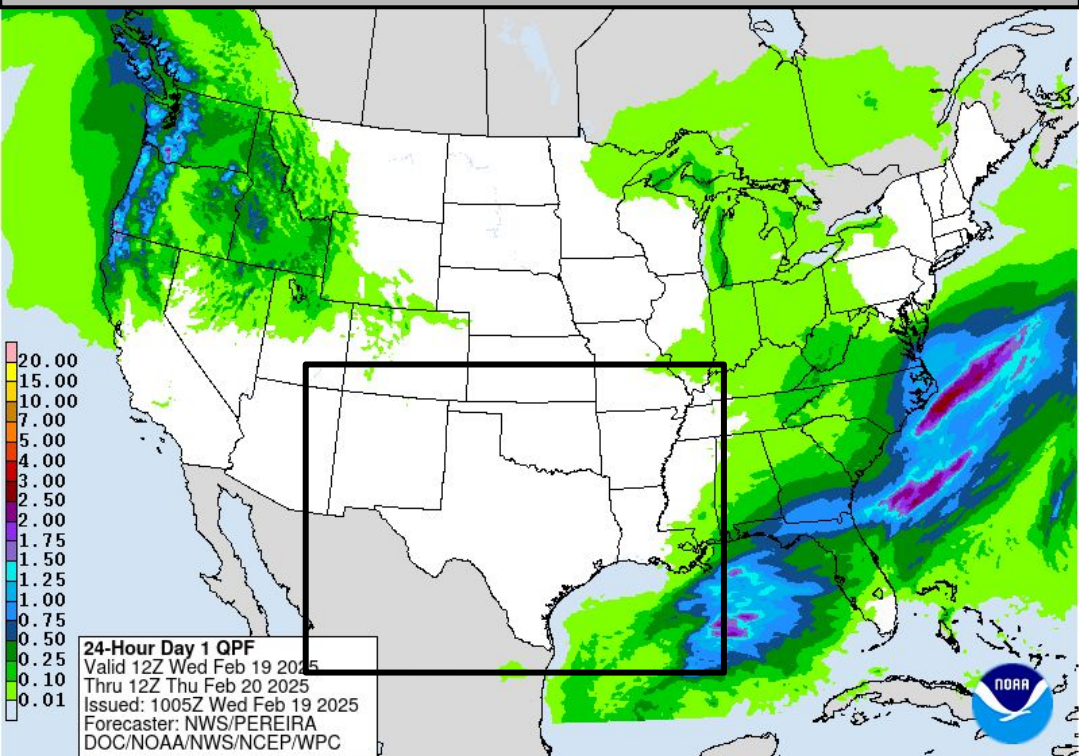 20.00
15.00
10.00
7.00
5.00
4.00
3.00
2.50
2.00
1.75
1.50
1.25
1.00
0.75
0.50
0.25
0.10
0.01
24-Hour Day 1 QPF
Valid 12Z Wed Feb 19 2025
Thru 12Z Thu Feb 20 2025
Issued: 1005Z Wed Feb 19 2025
Forecaster: NWS/PEREIRA
DOC/NOAA/NWS/NCEP/WPC
NOAA